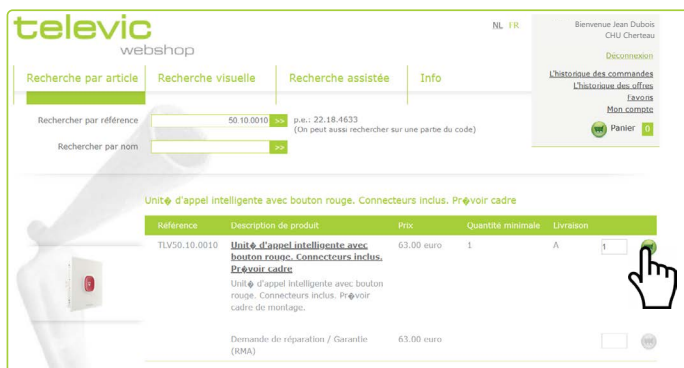 televic
webshop
NL FR
Bienvenue Jean Dubois
CHU Cherteau
Déconnexion
L'historique des commandes
L'historique des offres
Favoris
Mon compte
Panier 0
Recherche par article Recherche visuelle Recherche assistée Info
Rechercher par référence 50.10.0010 >> p.e.: 22.18.4633
(On peut aussi rechercher sur une partie du code)
Rechercher par nom >>
Unit� d'appel intelligente avec bouton rouge. Connecteurs inclus. Pr�voir cadre
Référence Description de produit Prix Quantité minimale Livraison
TLV50.10.0010 Unit� d'appel intelligente avec 63.00 euro 1 A 1
bouton rouge. Connecteurs inclus.
Pr�voir cadre
Unit� d'appel intelligente avec bouton
rouge. Connecteurs inclus. Pr�voir
cadre de montage.
Demande de réparation / Garantie 63.00 euro
(RMA)